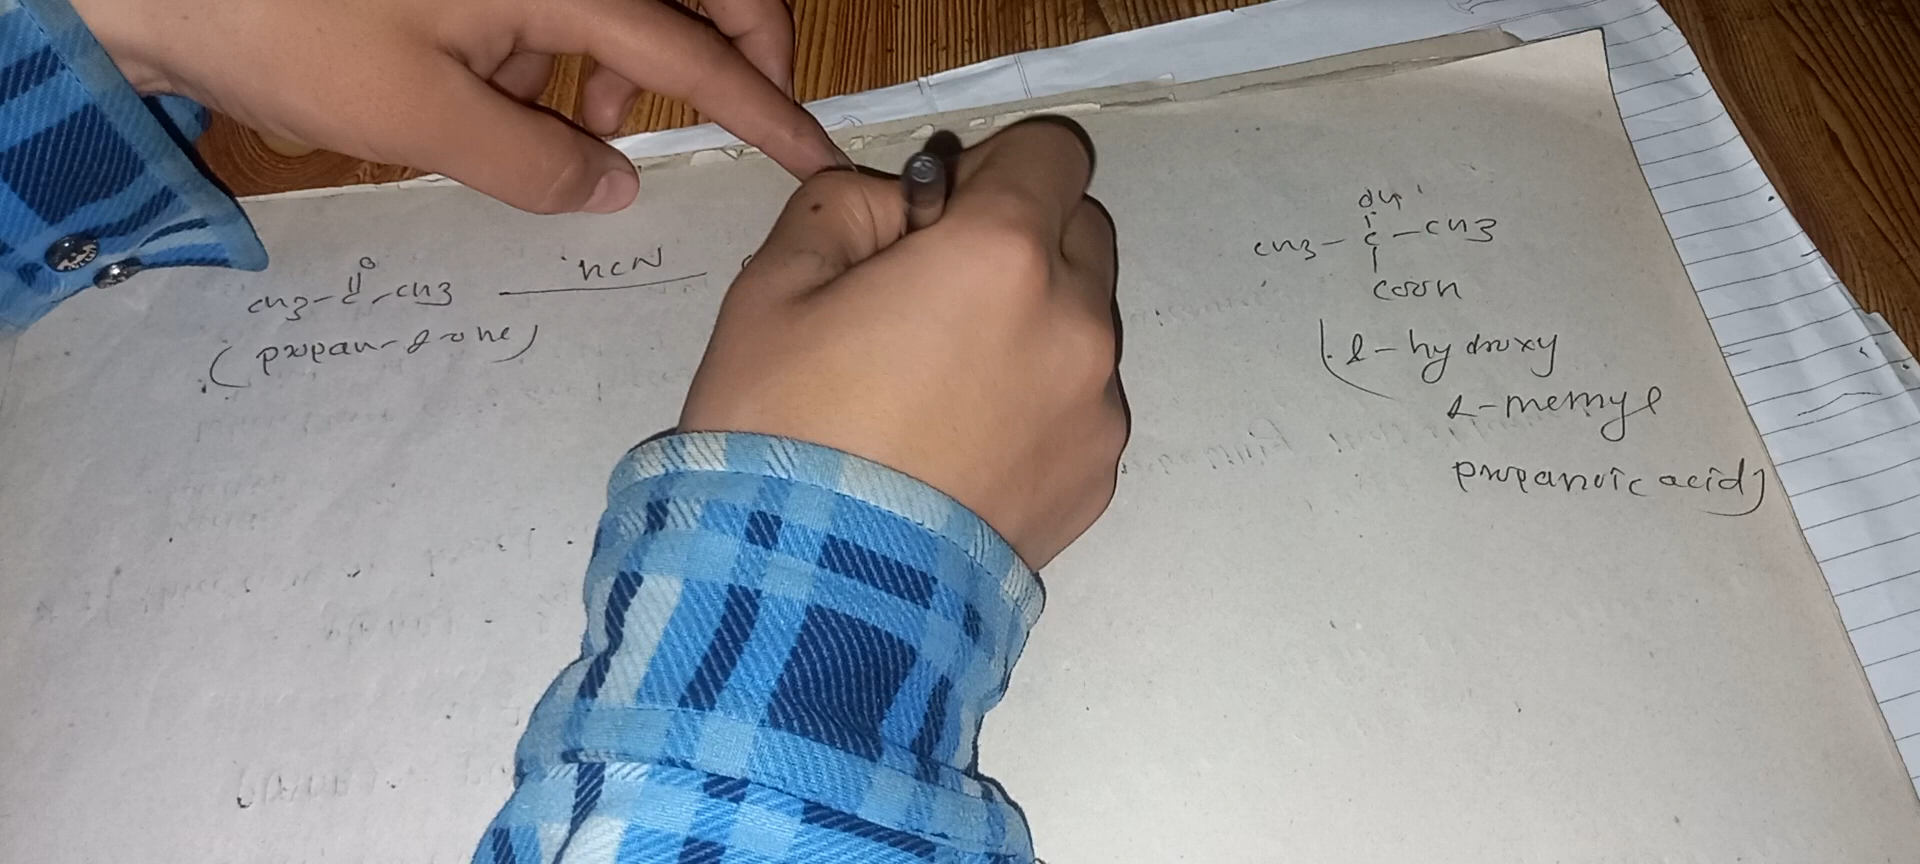 O
||
CH3-C-CH3
HCN
(propan-2-one)
OH
CH3-C-CH3
COOH
(2-hydroxy
2-methyl
propanoic acid)